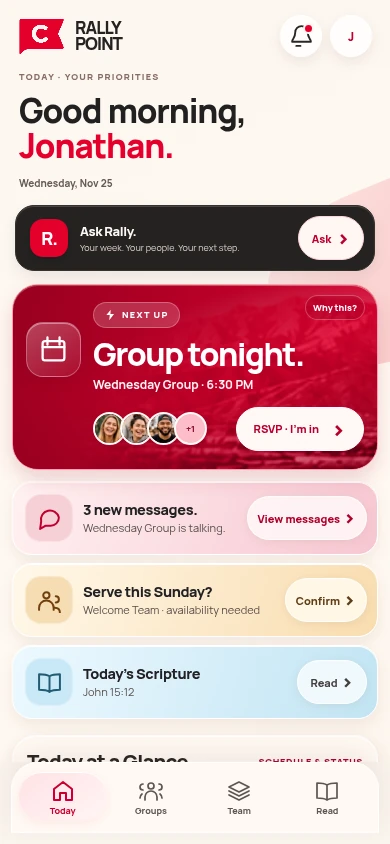 C
RALLY
POINT
J
TODAY · YOUR PRIORITIES
Good morning,
Jonathan.
Wednesday, Nov 25
R.
Ask Rally.
Your week. Your people. Your next step.
Ask
Why this?
NEXT UP
Group tonight.
Wednesday Group · 6:30 PM
+1
RSVP · I'm in
3 new messages.
Wednesday Group is talking.
View messages
Serve this Sunday?
Welcome Team · availability needed
Confirm
Today's Scripture
John 15:12
Read
Today at a Glance
SCHEDULE & STATUS
Today
Groups
Team
Read